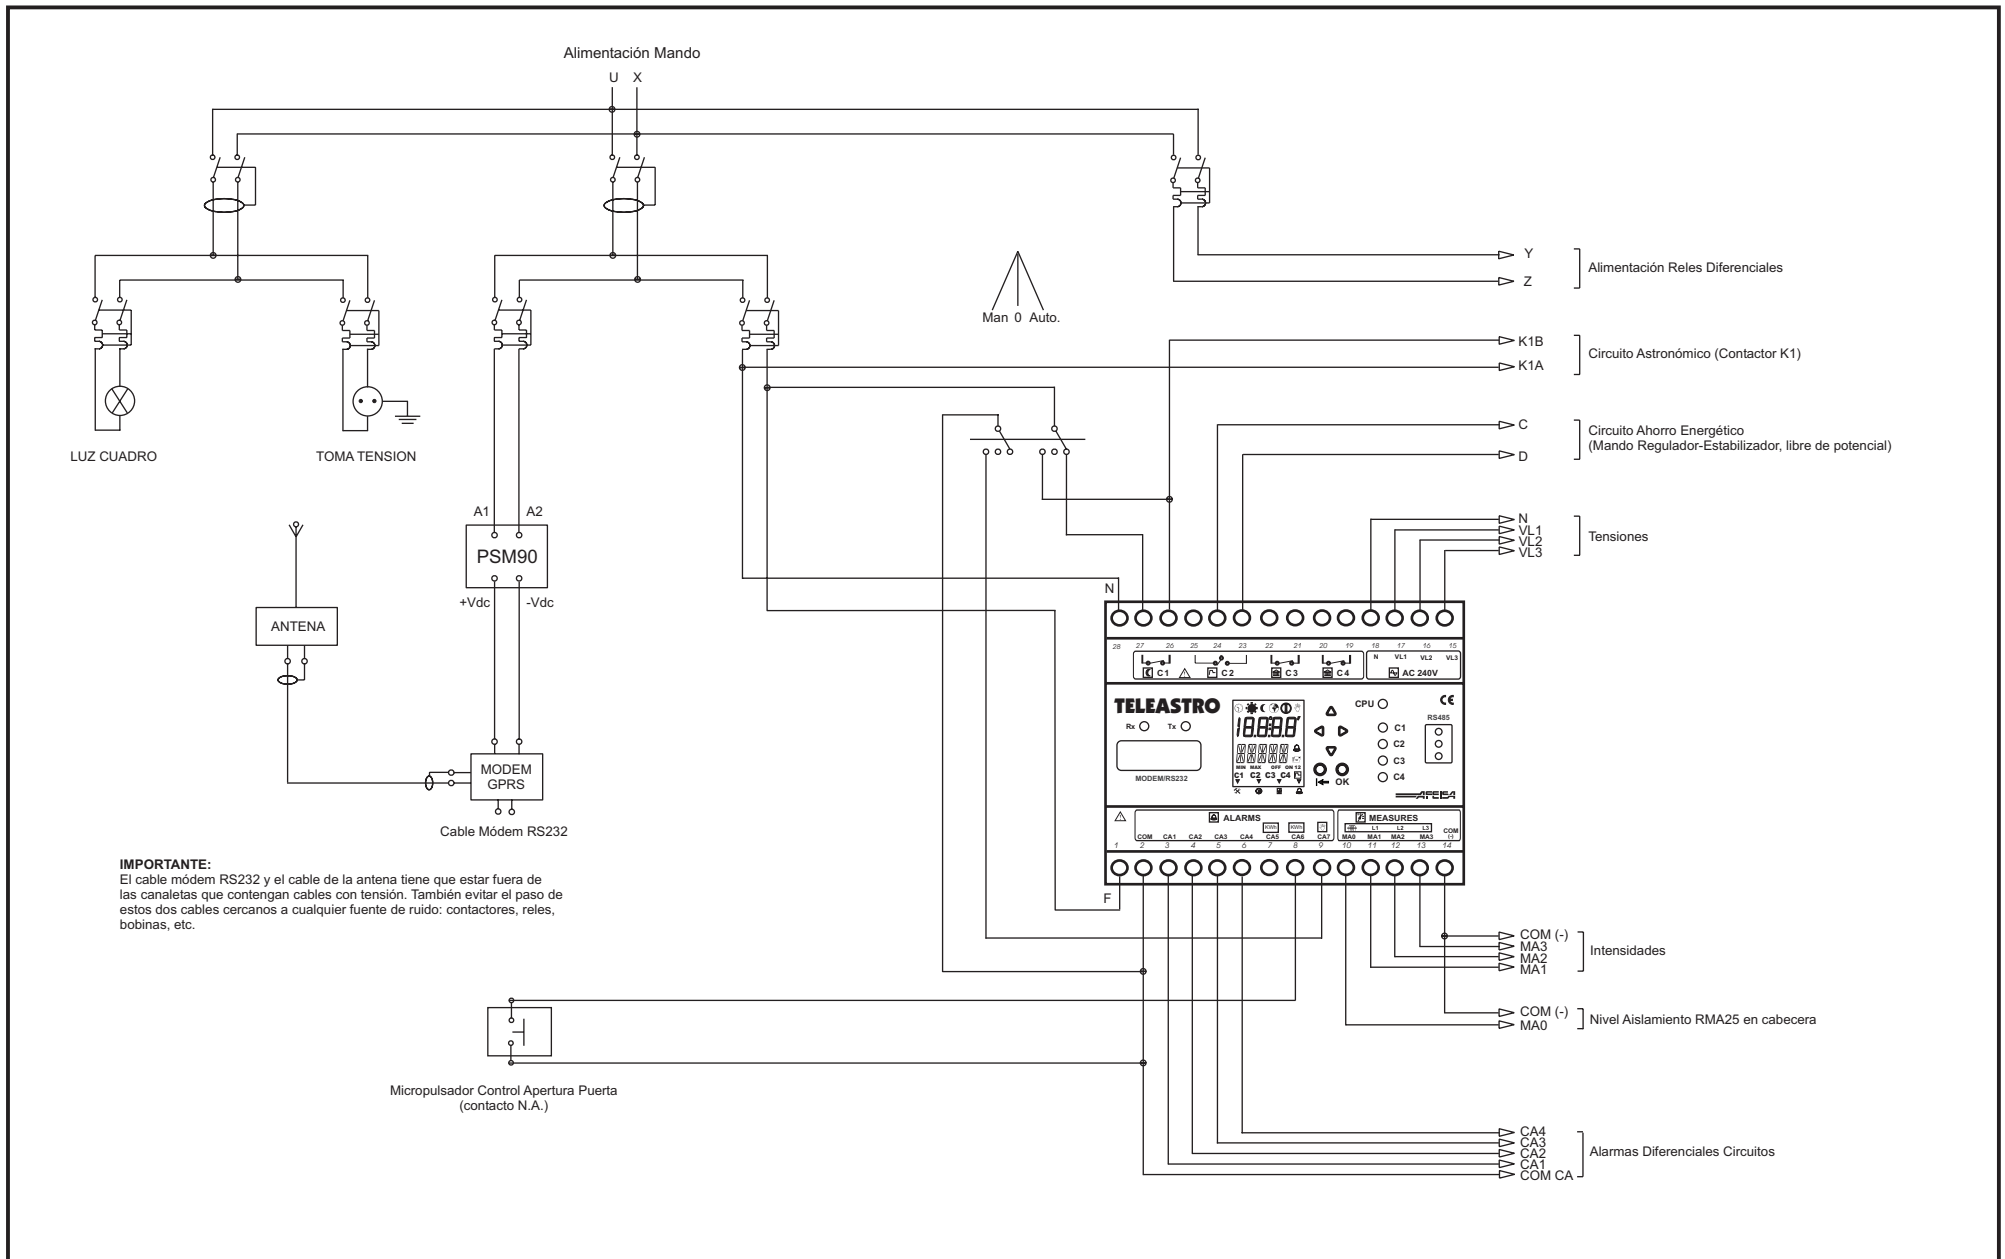 Alimentación Mando
U X
Y
Z
Alimentación Reles Diferenciales
Man 0 Auto.
K1B
K1A
Circuito Astronómico (Contactor K1)
C
D
Circuito Ahorro Energético
(Mando Regulador-Estabilizador, libre de potencial)
LUZ CUADRO
TOMA TENSION
A1 A2
PSM90
+Vdc -Vdc
N
VL1
VL2
VL3
Tensiones
N
ANTENA
28 27 26 25 24 23 22 21 20 19 18 17 16 15
N VL1 VL2 VL3
C1 C2 C3 C4 AC 240V
TELEASTRO
Rx Tx
MODEM/RS232
18:8:8
MIN MAX OFF ON 12
C1 C2 C3 C4
OK
CPU
C1
C2
C3
C4
CE
RS485
AFEISA
MODEM
GPRS
Cable Módem RS232
ALARMS
MEASURES
KWh KWh
L1 L2 L3
COM CA1 CA2 CA3 CA4 CA5 CA6 CA7 MA0 MA1 MA2 MA3 COM
(-)
1 2 3 4 5 6 7 8 9 10 11 12 13 14
F
IMPORTANTE:
El cable módem RS232 y el cable de la antena tiene que estar fuera de
las canaletas que contengan cables con tensión. También evitar el paso de
estos dos cables cercanos a cualquier fuente de ruido: contactores, reles,
bobinas, etc.
COM (-)
MA3
MA2
MA1
Intensidades
COM (-)
MA0
Nivel Aislamiento RMA25 en cabecera
Micropulsador Control Apertura Puerta
(contacto N.A.)
CA4
CA3
CA2
CA1
COM CA
Alarmas Diferenciales Circuitos